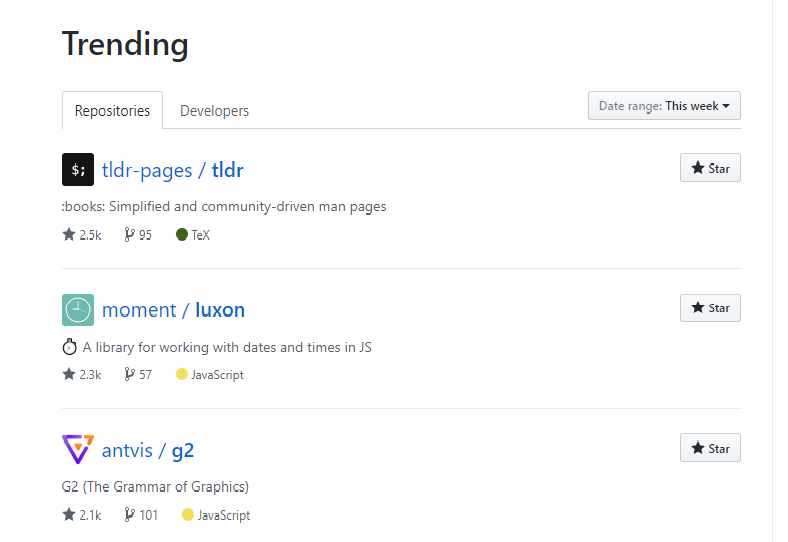 Trending
Repositories Developers Date range: This week
$; tldr-pages / tldr Star
:books: Simplified and community-driven man pages
2.5k 95 TeX
moment / luxon Star
A library for working with dates and times in JS
2.3k 57 JavaScript
antvis / g2 Star
G2 (The Grammar of Graphics)
2.1k 101 JavaScript